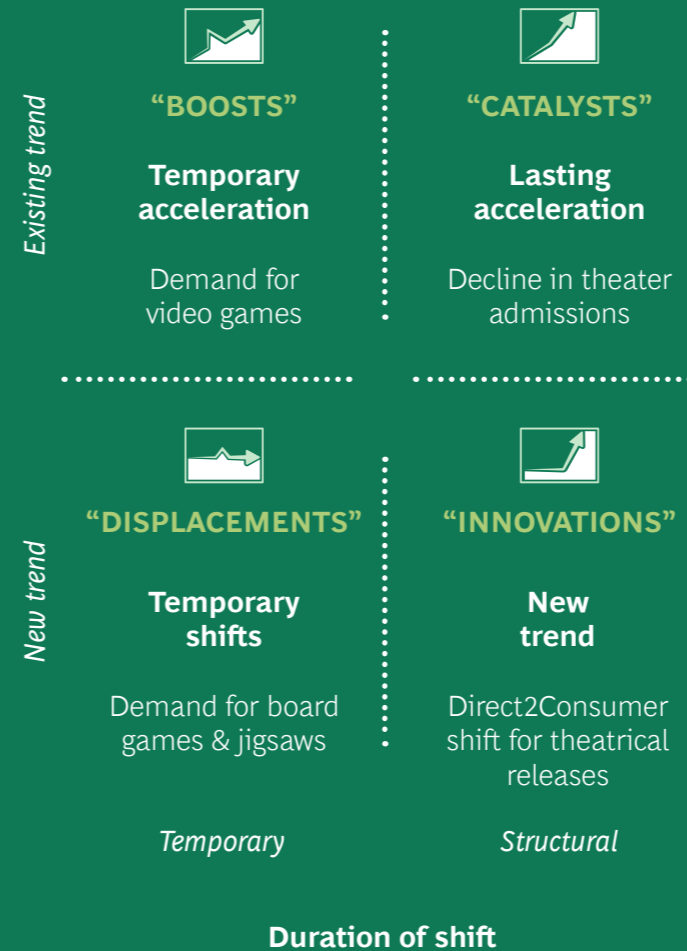 Existing trend
“BOOSTS”
Temporary
acceleration
Demand for
video games
“CATALYSTS”
Lasting
acceleration
Decline in theater
admissions
New trend
“DISPLACEMENTS”
Temporary
shifts
Demand for board
games & jigsaws
“INNOVATIONS”
New
trend
Direct2Consumer
shift for theatrical
releases
Temporary
Structural
Duration of shift